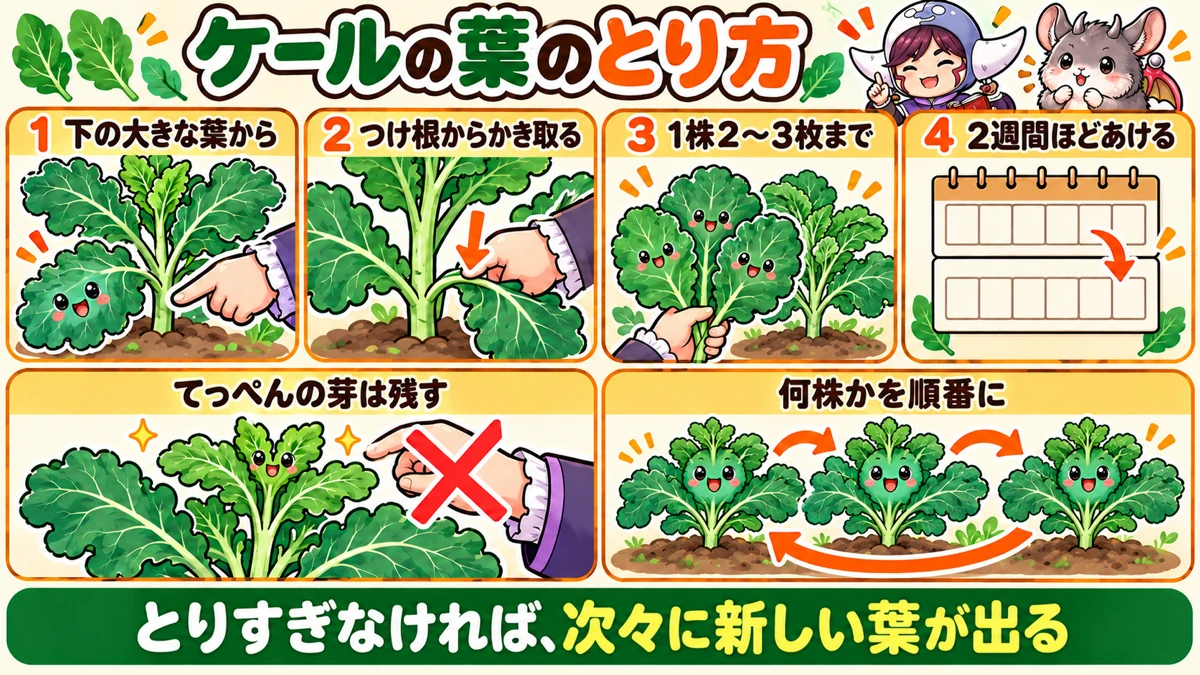 ケールの葉のとり方
1 下の大きな葉から
2 つけ根からかき取る
3 1株2～3枚まで
4 2週間ほどあける
てっぺんの芽は残す
何株かを順番に
とりすぎなければ、次々に新しい葉が出る